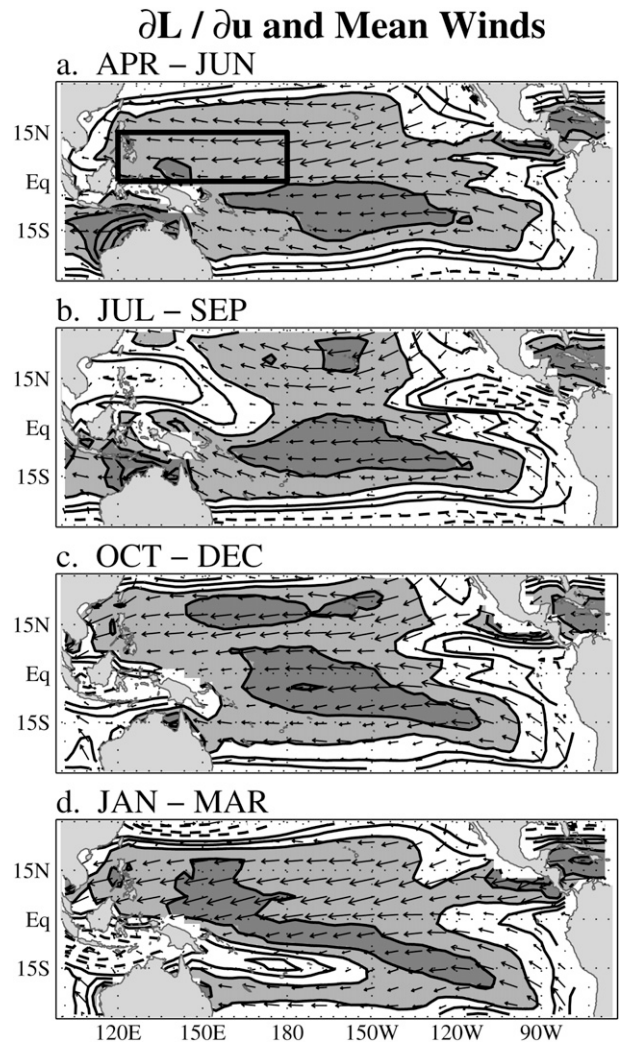 ∂L / ∂u and Mean Winds
a. APR – JUN
15N
Eq
15S
b. JUL – SEP
15N
Eq
15S
c. OCT – DEC
15N
Eq
15S
d. JAN – MAR
15N
Eq
15S
120E 150E 180 150W 120W 90W